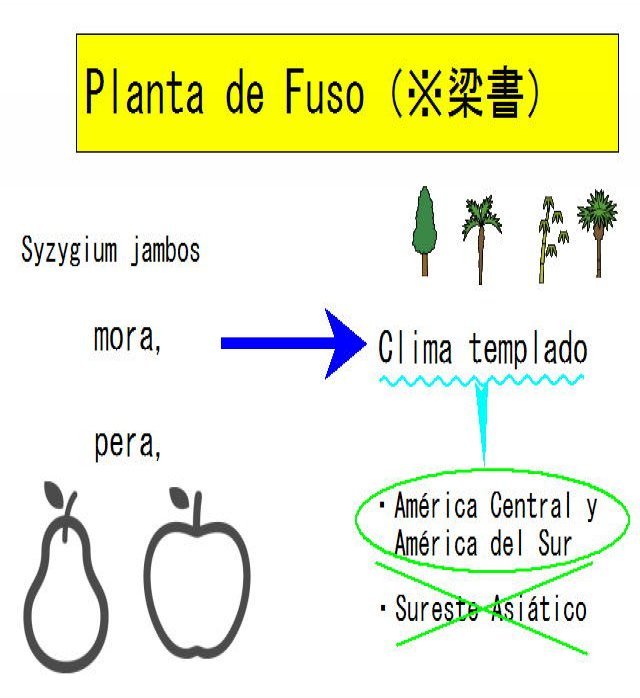 Planta de Fuso (※梁書)
Syzygium jambos
mora,
pera,
Clima templado
・América Central y
América del Sur
・Sureste Asiático